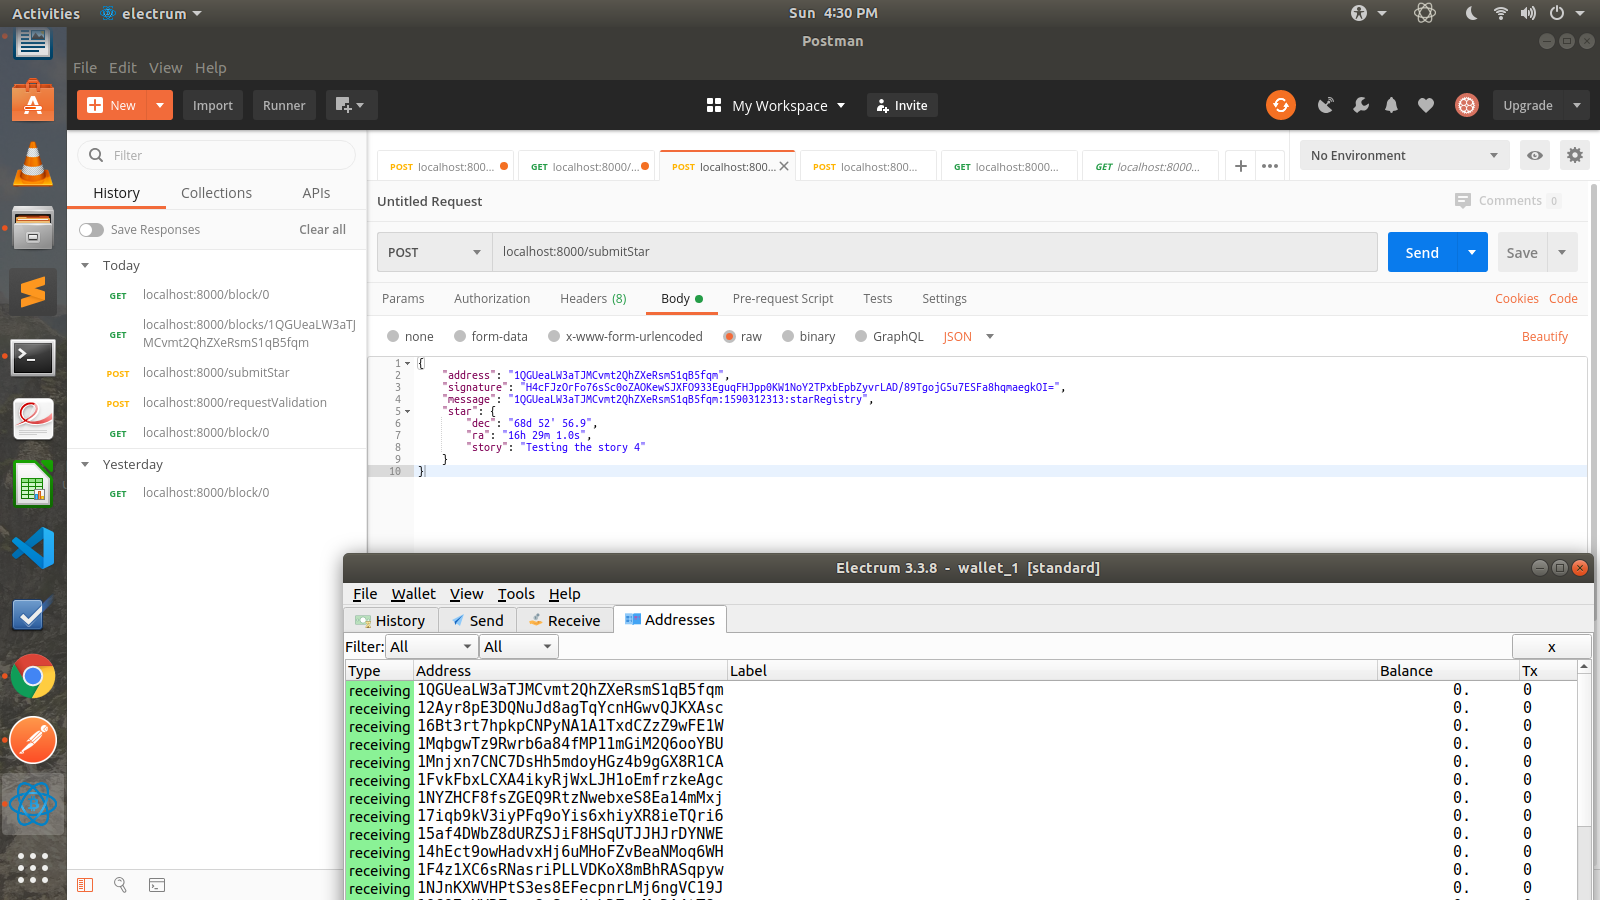 Activities electrum Sun 4:30 PM
Postman
File Edit View Help
New Import Runner My Workspace Invite Upgrade
Filter
History Collections APIs
Save Responses Clear all
Today
GET localhost:8000/block/0
GET localhost:8000/blocks/1QGUeaLW3aTJ
MCvmt2QhZXeRsmS1qB5fqm
POST localhost:8000/submitStar
POST localhost:8000/requestValidation
GET localhost:8000/block/0
Yesterday
GET localhost:8000/block/0
POST localhost:800... GET localhost:8000/... POST localhost:800... POST localhost:800... GET localhost:8000... GET localhost:8000... No Environment
Untitled Request Comments 0
POST localhost:8000/submitStar Send Save
Params Authorization Headers (8) Body Pre-request Script Tests Settings Cookies Code
none form-data x-www-form-urlencoded raw binary GraphQL JSON Beautify
1 {
2 "address": "1QGUeaLW3aTJMCvmt2QhZXeRsmS1qB5fqm",
3 "signature": "H4cFJzOrFo76sSc0oZAOKewSJXFO933EguqFHJpp0KW1NoY2TPxbEpbZyvrLAD/89TgojG5u7ESFa8hqmaegkOI=",
4 "message": "1QGUeaLW3aTJMCvmt2QhZXeRsmS1qB5fqm:1590312313:starRegistry",
5 "star": {
6 "dec": "68d 52' 56.9",
7 "ra": "16h 29m 1.0s",
8 "story": "Testing the story 4"
9 }
10 }
Electrum 3.3.8 - wallet_1 [standard]
File Wallet View Tools Help
History Send Receive Addresses
Filter: All All x
Type Address Label Balance Tx
receiving 1QGUeaLW3aTJMCvmt2QhZXeRsmS1qB5fqm 0. 0
receiving 12Ayr8pE3DQNuJd8agTqYcnHGwvQJKXAsc 0. 0
receiving 16Bt3rt7hpkpCNPyNA1A1TxdCZzZ9wFE1W 0. 0
receiving 1MqbgwTz9Rwrb6a84fMP11mGiM2Q6ooYBU 0. 0
receiving 1Mnjxn7CNC7DsHh5mdoyHGz4b9gGX8R1CA 0. 0
receiving 1FvkFbxLCXA4ikyRjWxLJH1oEmfrzkeAgc 0. 0
receiving 1NYZHCF8fsZGEQ9RtzNwebxeS8Ea14mMxj 0. 0
receiving 17iqb9kV3iyPFq9oYis6xhiyXR8ieTQri6 0. 0
receiving 15af4DWbZ8dURZSJiF8HSqUTJJHJrDYNWE 0. 0
receiving 14hEct9owHadvxHj6uMHoFZvBeaNMoq6WH 0. 0
receiving 1F4z1XC6sRNasriPLLVDKoX8mBhRASqpyw 0. 0
receiving 1NJnKXWVHPtS3es8EFecpnrLMj6ngVC19J 0. 0